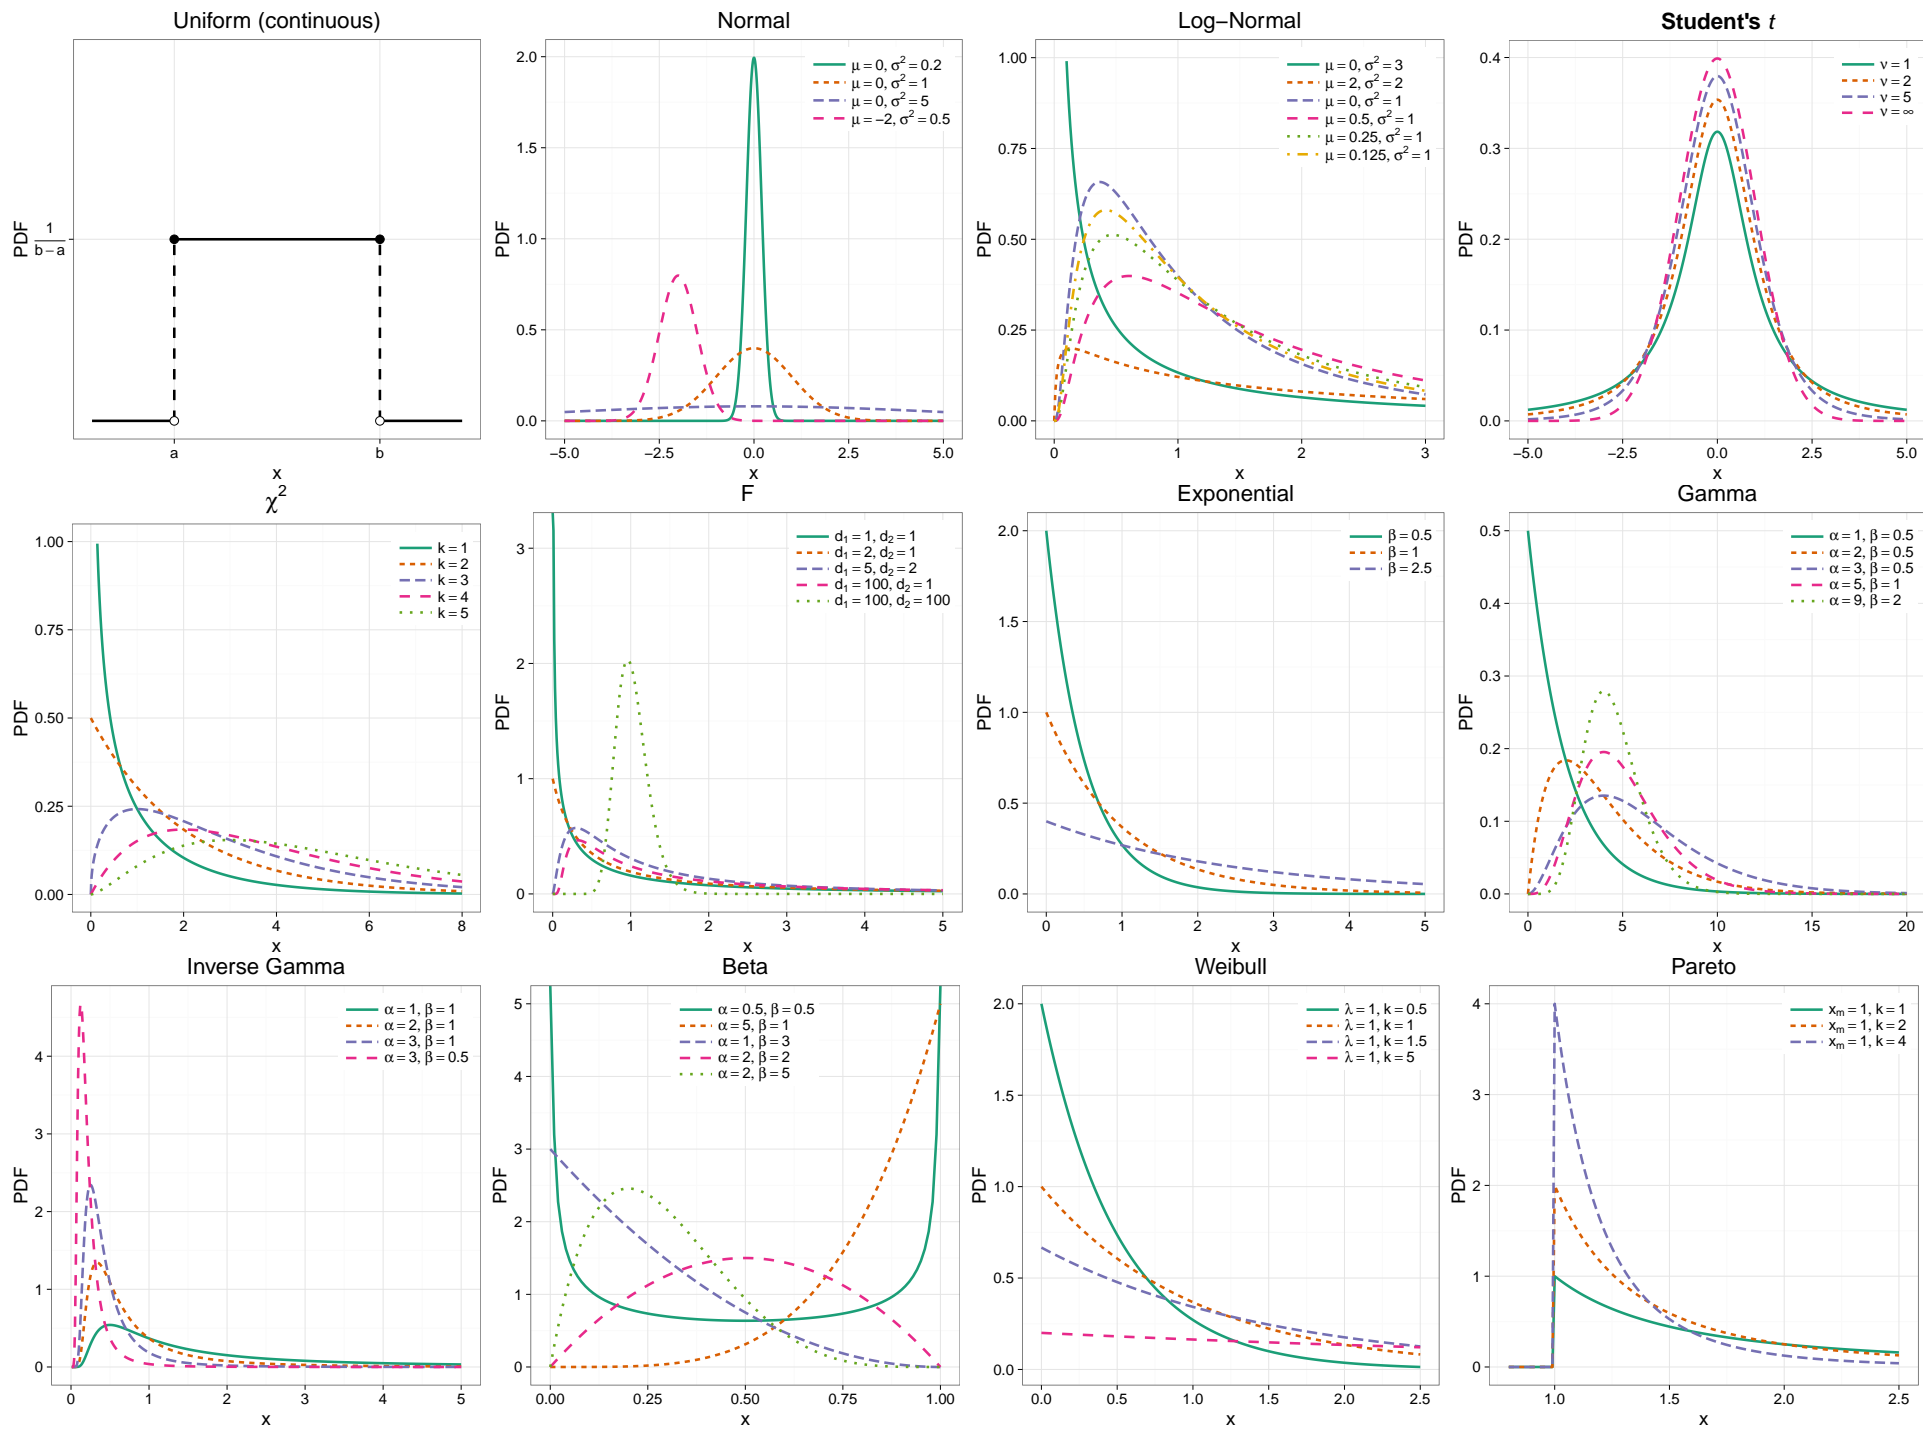 Uniform (continuous)
PDF
1
b − a
a
b
x
Normal
PDF
2.0
1.5
1.0
0.5
0.0
μ = 0, σ² = 0.2
μ = 0, σ² = 1
μ = 0, σ² = 5
μ = −2, σ² = 0.5
−5.0
−2.5
0.0
2.5
5.0
x
Log−Normal
PDF
1.00
0.75
0.50
0.25
0.00
μ = 0, σ² = 3
μ = 2, σ² = 2
μ = 0, σ² = 1
μ = 0.5, σ² = 1
μ = 0.25, σ² = 1
μ = 0.125, σ² = 1
0
1
2
3
x
Student's t
PDF
0.4
0.3
0.2
0.1
0.0
ν = 1
ν = 2
ν = 5
ν = ∞
−5.0
−2.5
0.0
2.5
5.0
x
χ²
PDF
1.00
0.75
0.50
0.25
0.00
k = 1
k = 2
k = 3
k = 4
k = 5
0
2
4
6
8
x
F
PDF
3
2
1
0
d₁ = 1, d₂ = 1
d₁ = 2, d₂ = 1
d₁ = 5, d₂ = 2
d₁ = 100, d₂ = 1
d₁ = 100, d₂ = 100
0
1
2
3
4
5
x
Exponential
PDF
2.0
1.5
1.0
0.5
0.0
β = 0.5
β = 1
β = 2.5
0
1
2
3
4
5
x
Gamma
PDF
0.5
0.4
0.3
0.2
0.1
0.0
α = 1, β = 0.5
α = 2, β = 0.5
α = 3, β = 0.5
α = 5, β = 1
α = 9, β = 2
0
5
10
15
20
x
Inverse Gamma
PDF
4
3
2
1
0
α = 1, β = 1
α = 2, β = 1
α = 3, β = 1
α = 3, β = 0.5
0
1
2
3
4
5
x
Beta
PDF
5
4
3
2
1
0
α = 0.5, β = 0.5
α = 5, β = 1
α = 1, β = 3
α = 2, β = 2
α = 2, β = 5
0.00
0.25
0.50
0.75
1.00
x
Weibull
PDF
2.0
1.5
1.0
0.5
0.0
λ = 1, k = 0.5
λ = 1, k = 1
λ = 1, k = 1.5
λ = 1, k = 5
0.0
0.5
1.0
1.5
2.0
2.5
x
Pareto
PDF
4
3
2
1
0
xₘ = 1, k = 1
xₘ = 1, k = 2
xₘ = 1, k = 4
1.0
1.5
2.0
2.5
x